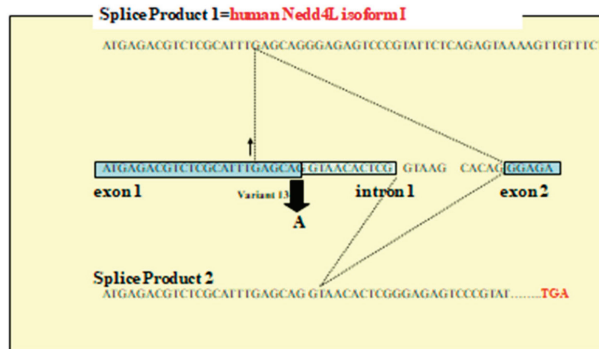 Splice Product 1=human Nedd4L isoform I
ATGAGACGTCTCGCATTTGAGCAGGGAGAGTCCCGTATTCTCAGAGTAAAAGTTGTTTCT
ATGAGACGTCTCGCATTTGAGCAG GTAACACTCG GTAAG CACAG GGAGA
exon 1 Variant 13 intron 1 exon 2
A
Splice Product 2
ATGAGACGTCTCGCATTTGAGCAG GTAACACTCGGGAGAGTCCCGTAT........TGA